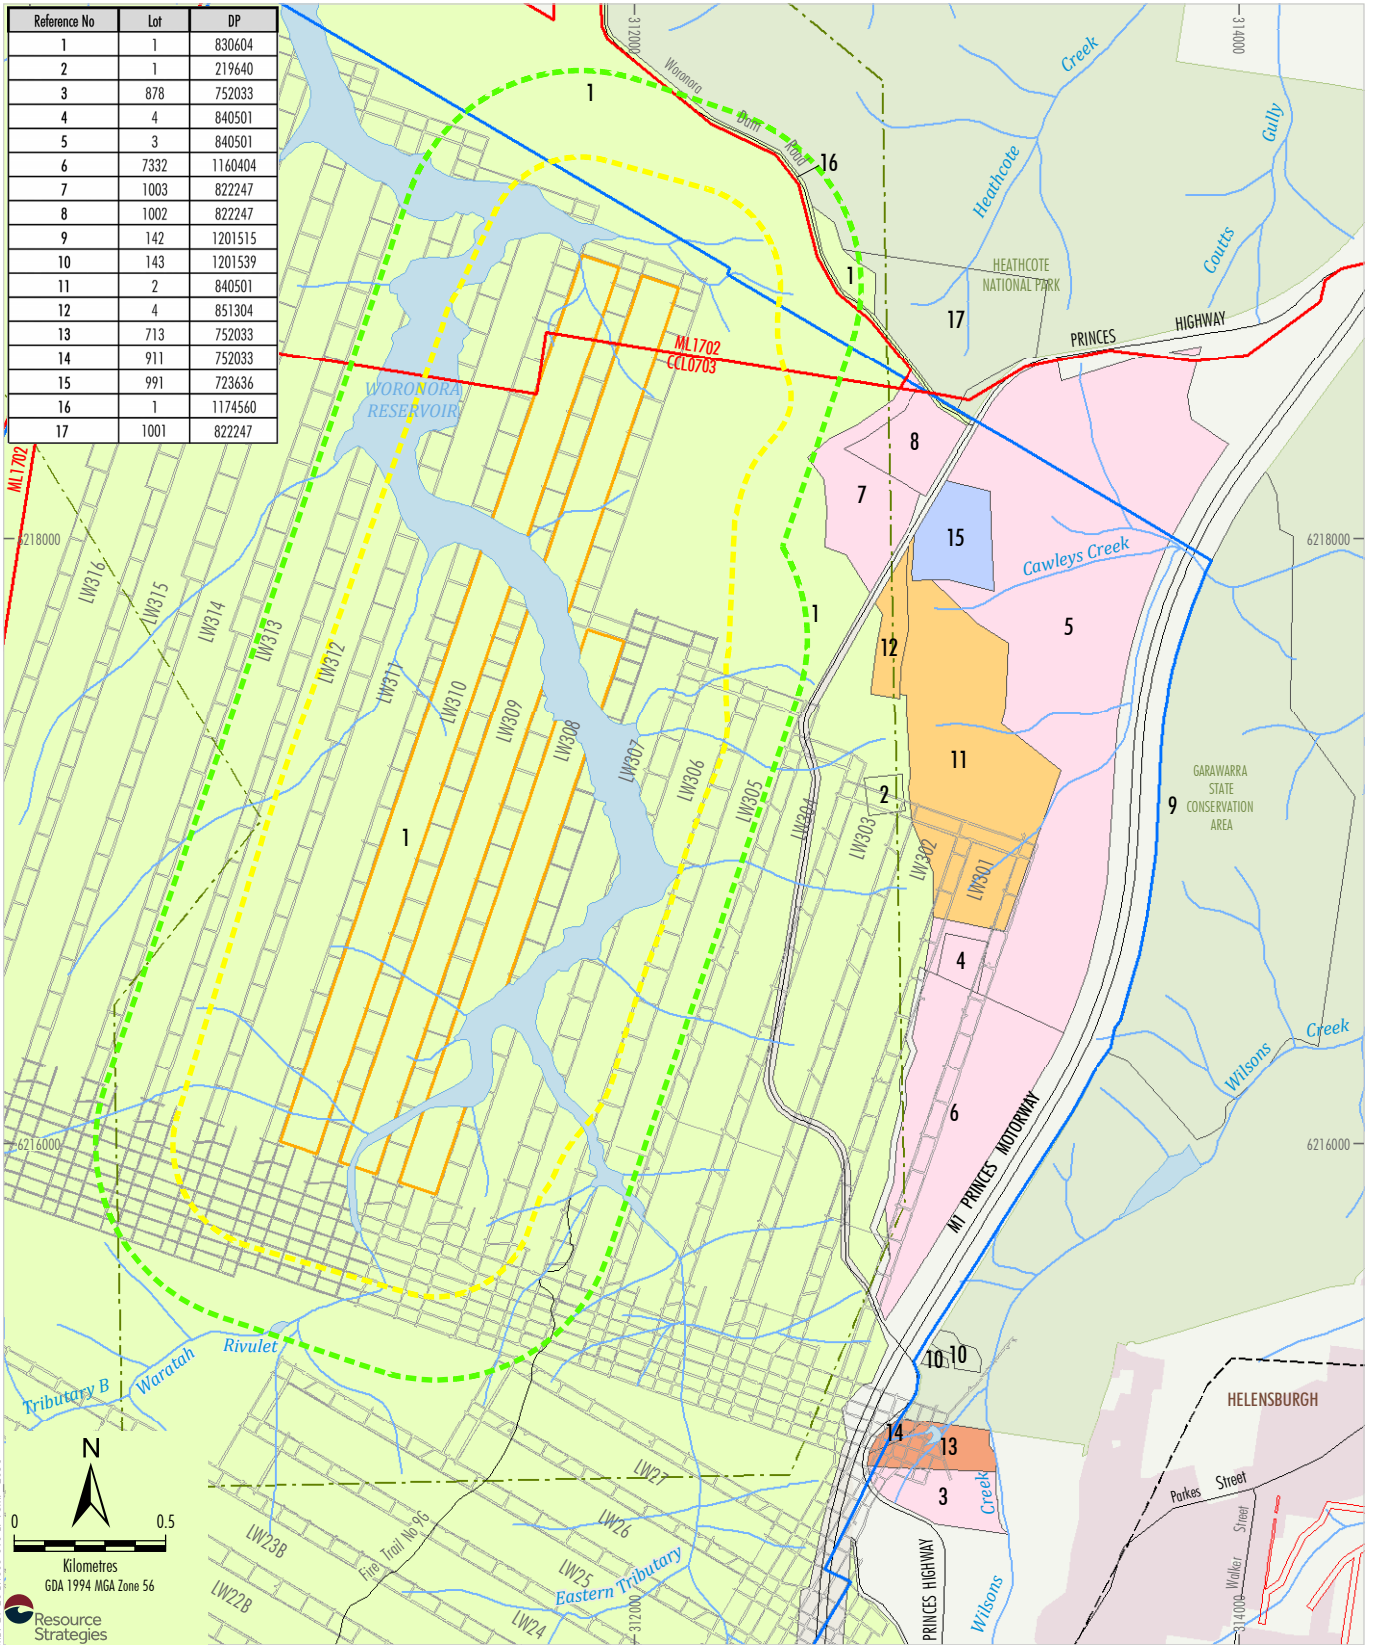 Reference No Lot DP
1 1 830604
2 1 219640
3 878 752033
4 4 840501
5 3 840501
6 7332 1160404
7 1003 822247
8 1002 822247
9 142 1201515
10 143 1201539
11 2 840501
12 4 851304
13 713 752033
14 911 752033
15 991 723636
16 1 1174560
17 1001 822247
312000
314000
Woronora Dam Road
1
16
Heathcote Creek
Coutts Gully
HEATHCOTE
NATIONAL PARK
1
17
PRINCES HIGHWAY
ML1702
CCL0703
WORONORA
RESERVOIR
ML1702
8
7
15
6218000
6218000
Cawleys Creek
LW316
LW315
LW314
LW313
LW312
LW311
LW310
LW309
LW308
LW307
LW306
LW305
LW304
LW303
LW302
LW301
1
5
12
11
2
1
9
GARAWARRA
STATE
CONSERVATION
AREA
4
6
Wilsons Creek
M1 PRINCES MOTORWAY
6216000
6216000
Rivulet
Waratah
Tributary B
10
10
HELENSBURGH
14
13
3
Creek
Wilsons
Parkes Street
Walker Street
PRINCES HIGHWAY
LW27
LW26
LW25
LW24
LW23B
LW22B
Fire Trail No 9G
Eastern Tributary
312000
314000
N
0 0.5
Kilometres
GDA 1994 MGA Zone 56
Resource
Strategies